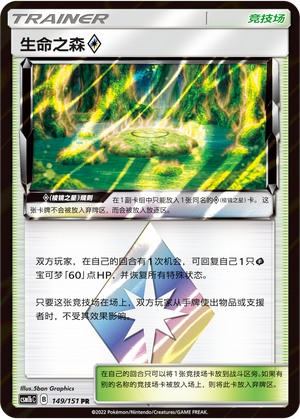 TRAINER 竞技场
生命之森◇
◇(棱镜之星)规则 在1副卡组中只能放入1张同名的◇(棱镜之星)卡。这
张卡牌不会被放入弃牌区,而会被放入放逐区。
双方玩家,在自己的回合有1次机会,可回复自己1只
宝可梦「60」点HP,并恢复所有特殊状态。
只要这张竞技场在场上,双方玩家从手牌使出物品或支援
者时,不受其效果影响。
Illus.5ban Graphics
csm1bC B 149/151 PR
在自己的回合只可以将1张竞技场卡放到战斗区旁,如果有
别的名称的竞技场卡被放入场上,则将此卡放入弃牌区。
©2022 Pokémon/Nintendo/Creatures/GAME FREAK.